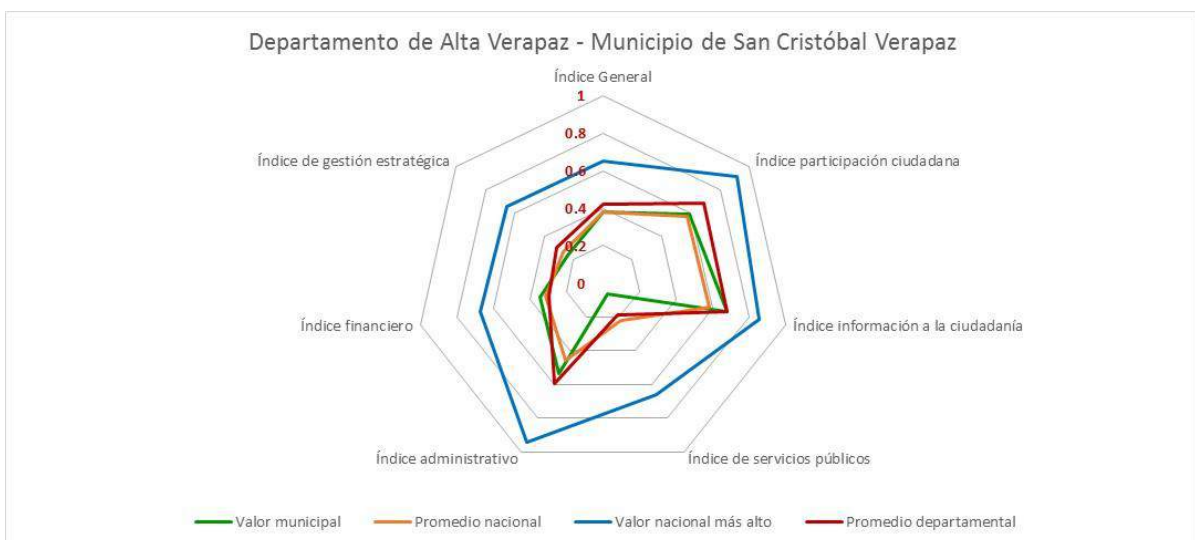 Departamento de Alta Verapaz - Municipio de San Cristóbal Verapaz
Índice General
1
0.8
0.6
0.4
0.2
0
Índice de gestión estratégica
Índice participación ciudadana
Índice financiero
Índice información a la ciudadanía
Índice administrativo
Índice de servicios públicos
Valor municipal
Promedio nacional
Valor nacional más alto
Promedio departamental